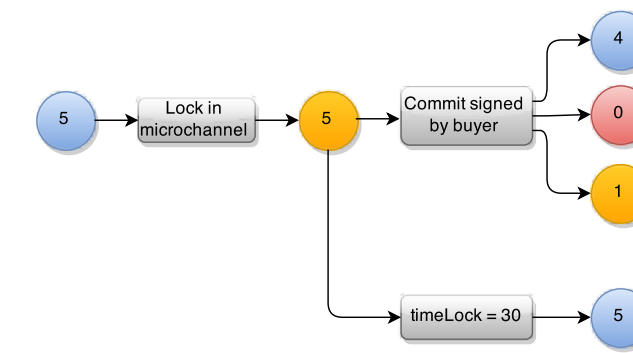 4
5
Lock in
microchannel
5
Commit signed
by buyer
0
1
timeLock = 30
5